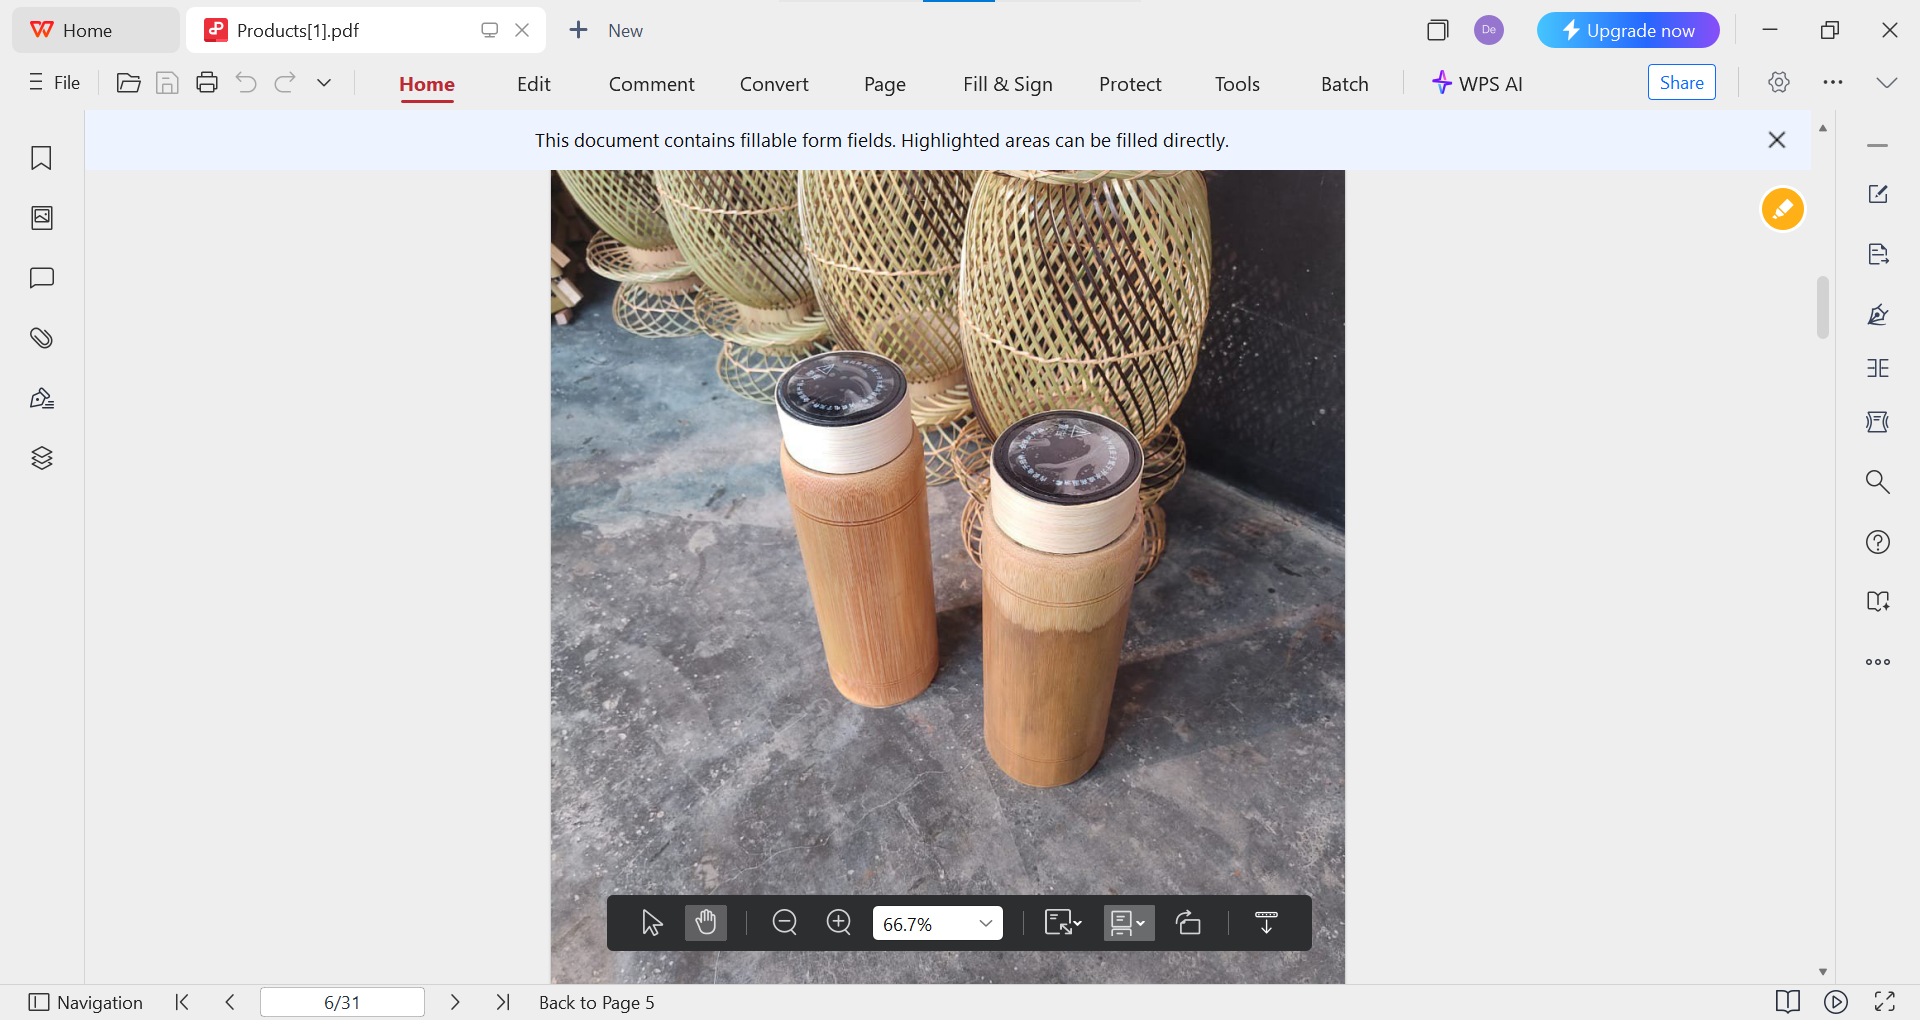 Home
Products[1].pdf
New
De
Upgrade now
File
Home
Edit
Comment
Convert
Page
Fill & Sign
Protect
Tools
Batch
WPS AI
Share
This document contains fillable form fields. Highlighted areas can be filled directly.
66.7%
Navigation
6/31
Back to Page 5